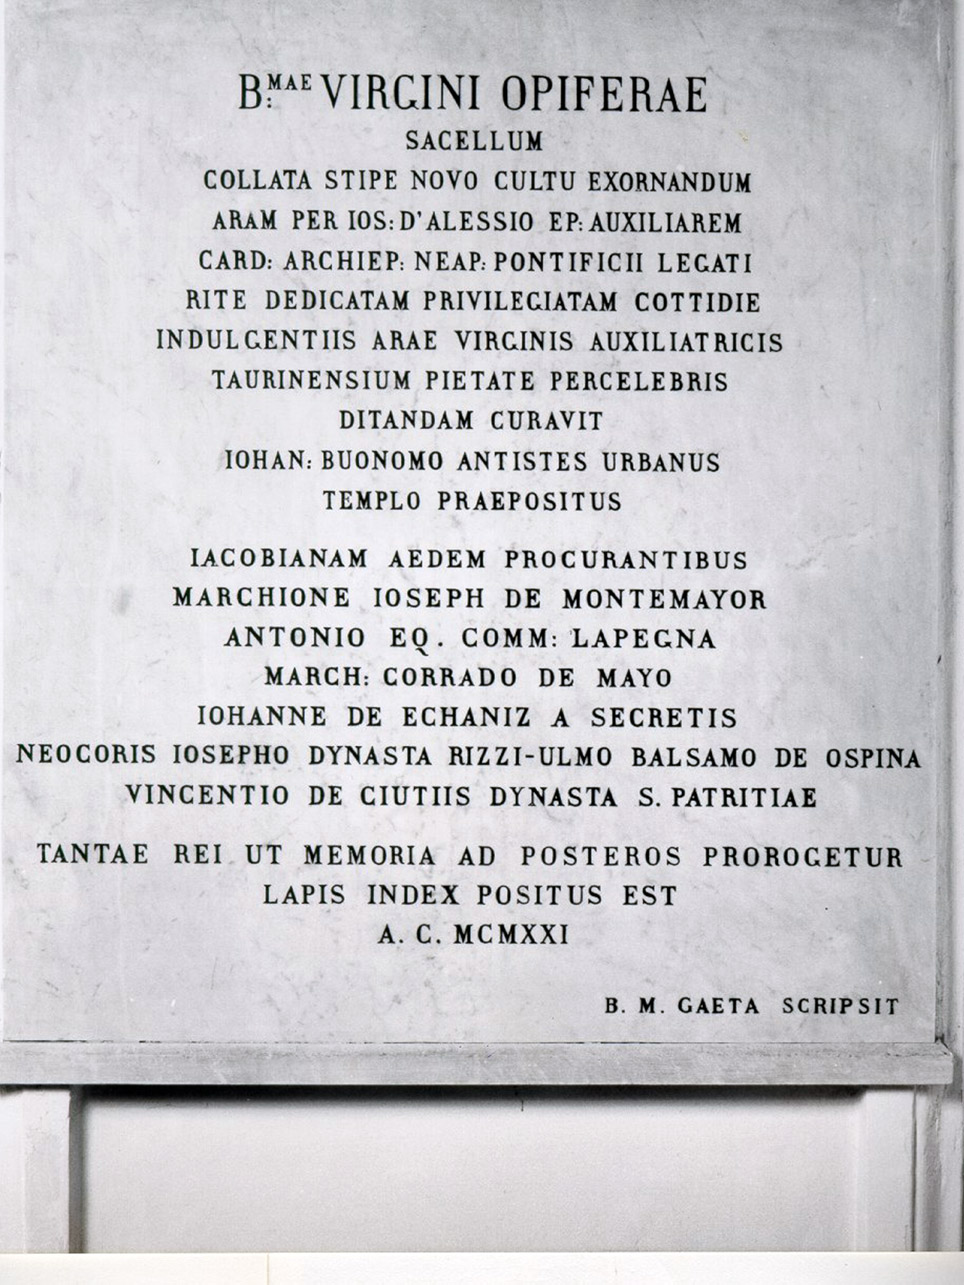 B:MAE VIRGINI OPIFERAE
SACELLUM
COLLATA STIPE NOVO CULTU EXORNANDUM
ARAM PER IOS: D'ALESSIO EP: AUXILIAREM
CARD: ARCHIEP: NEAP: PONTIFICII LEGATI
RITE DEDICATAM PRIVILEGIATAM COTTIDIE
INDULGENTIIS ARAE VIRGINIS AUXILIATRICIS
TAURINENSIUM PIETATE PERCELEBRIS
DITANDAM CURAVIT
IOHAN: BUONOMO ANTISTES URBANUS
TEMPLO PRAEPOSITUS
IACOBIANAM AEDEM PROCURANTIBUS
MARCHIONE IOSEPH DE MONTEMAYOR
ANTONIO EQ. COMM: LAPEGNA
MARCH: CORRADO DE MAYO
IOHANNE DE ECHANIZ A SECRETIS
NEOCORIS IOSEPHO DYNASTA RIZZI-ULMO BALSAMO DE OSPINA
VINCENTIO DE CIUTIIS DYNASTA S. PATRITIAE
TANTAE REI UT MEMORIA AD POSTEROS PROROGETUR
LAPIS INDEX POSITUS EST
A. C. MCMXXI
B. M. GAETA SCRIPSIT